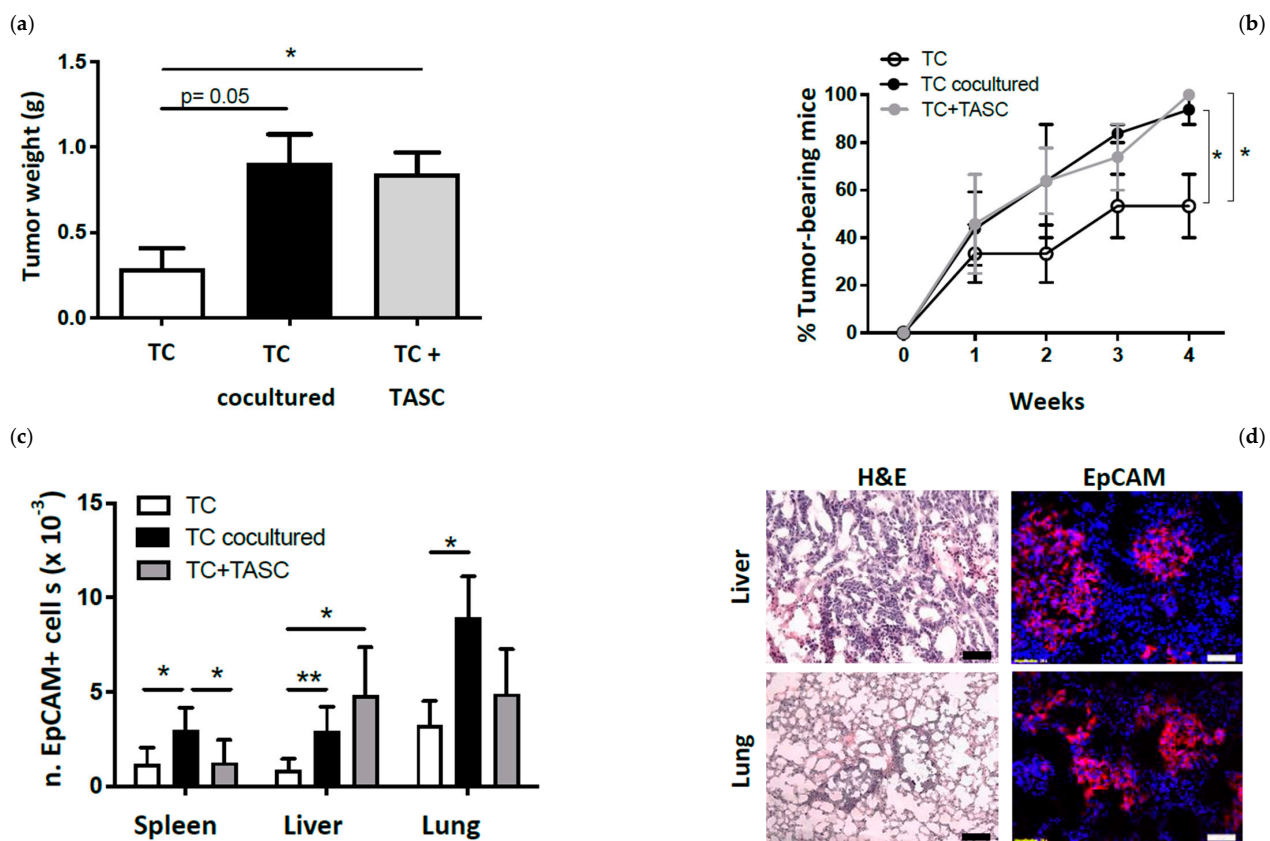 (a)
Tumor weight (g)
1.5
1.0
0.5
0.0
*
p= 0.05
TC
TC
cocultured
TC +
TASC
(b)
TC
TC cocultured
TC+TASC
% Tumor-bearing mice
100
80
60
40
20
0
*
*
0 1 2 3 4
Weeks
(c)
n. EpCAM+ cell s (x 10-3)
15
10
5
0
TC
TC cocultured
TC+TASC
*
*
**
*
*
Spleen Liver Lung
(d)
H&E EpCAM
Liver
Lung